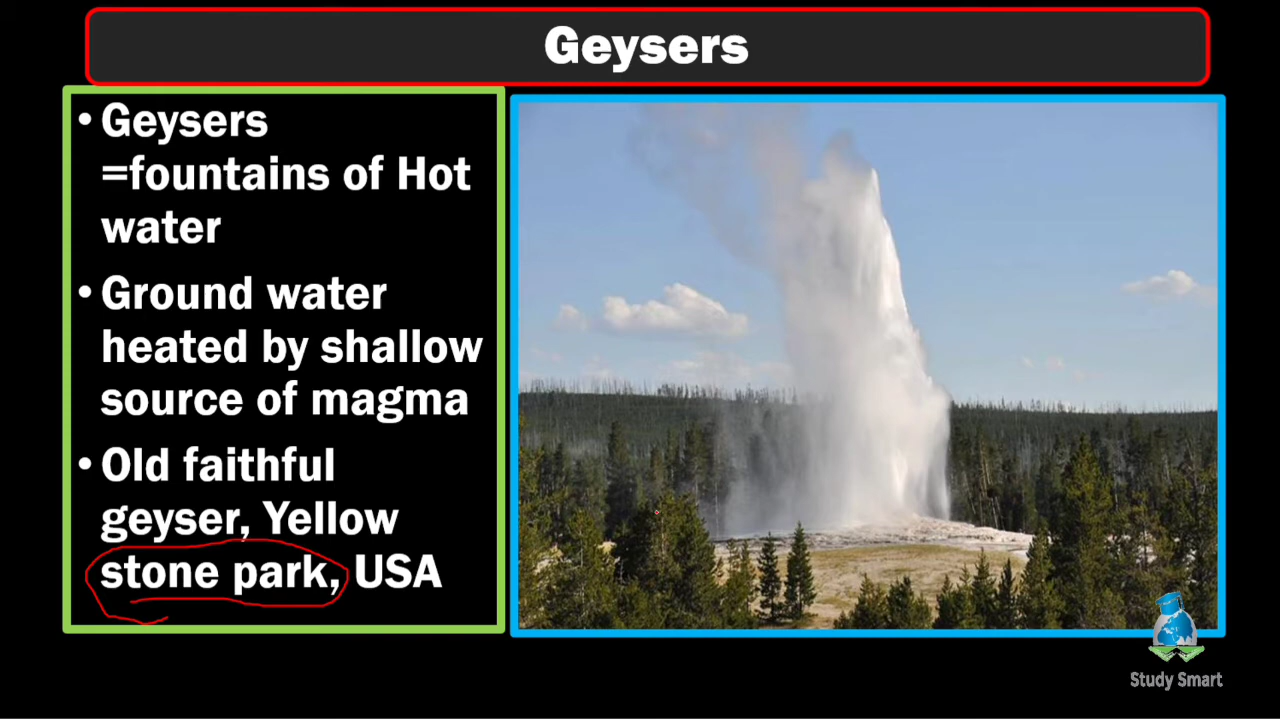 Geysers
• Geysers
=fountains of Hot
water
• Ground water
heated by shallow
source of magma
• Old faithful
geyser, Yellow
stone park, USA
Study Smart